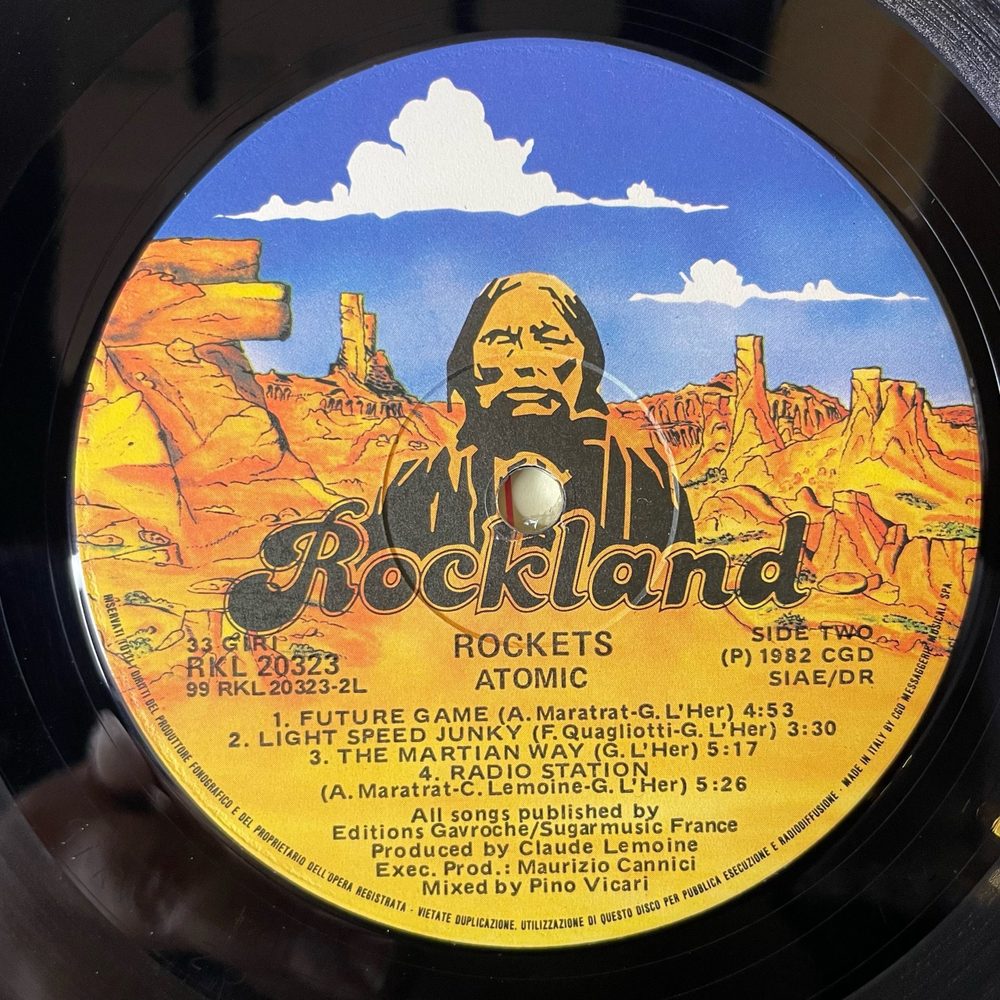 Rockland
33 GIRI
RKL 20323
99 RKL 20323-2L
ROCKETS
ATOMIC
SIDE TWO
(P) 1982 CGD
SIAE/DR
1. FUTURE GAME (A. Maratrat-G. L'Her) 4:53
2. LIGHT SPEED JUNKY (F. Quagliotti-G. L'Her) 3:30
3. THE MARTIAN WAY (G. L'Her) 5:17
4. RADIO STATION
(A. Maratrat-C. Lemoine-G. L'Her) 5:26
All songs published by
Editions Gavroche/Sugarmusic France
Produced by Claude Lemoine
Exec. Prod.: Maurizio Cannici
Mixed by Pino Vicari
RISERVATI TUTTI I DIRITTI DEL PRODUTTORE FONOGRAFICO E DEL PROPRIETARIO DELL'OPERA REGISTRATA - VIETATE DUPLICAZIONE, UTILIZZAZIONE DI QUESTO DISCO PER PUBBLICA ESECUZIONE E RADIODIFFUSIONE - MADE IN ITALY BY CGD MESSAGGERIE MUSICALI SPA